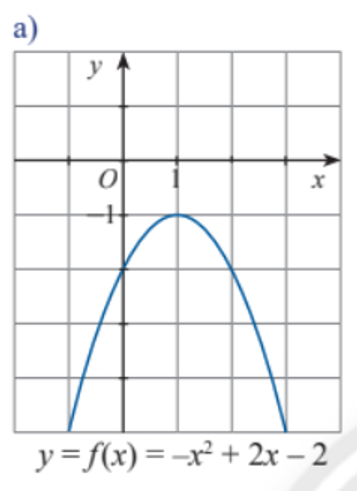 a)
y
O
1
x
–1
y = f(x) = –x² + 2x – 2